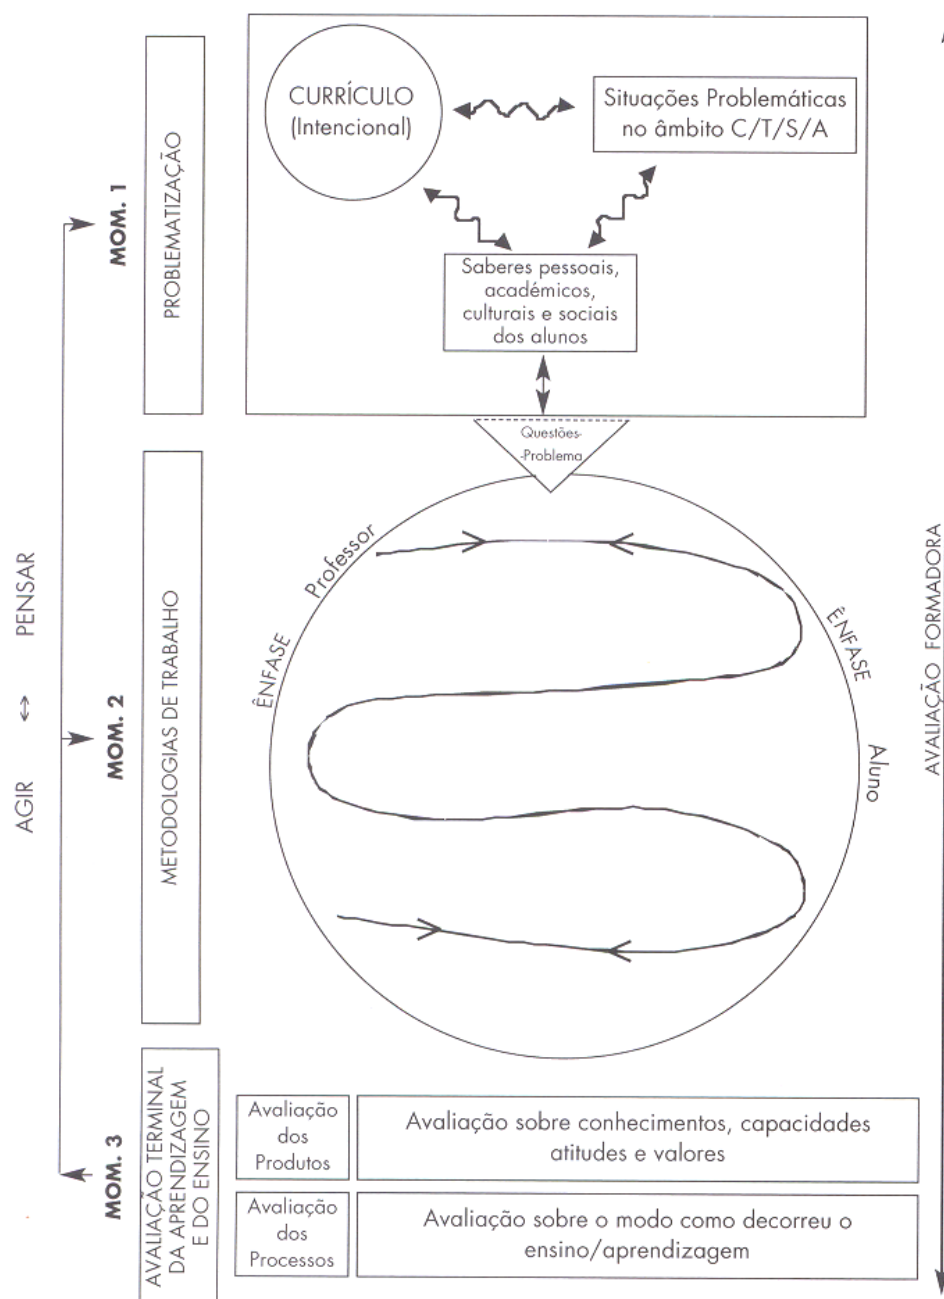 CURRÍCULO
(Intencional)
Situações Problemáticas
no âmbito C/T/S/A
Saberes pessoais,
académicos,
culturais e sociais
dos alunos
MOM. 1
PROBLEMATIZAÇÃO
Questões-
-Problema
AGIR ↔ PENSAR
MOM. 2
METODOLOGIAS DE TRABALHO
ÊNFASE Professor
ÊNFASE Aluno
AVALIAÇÃO FORMADORA
MOM. 3
AVALIAÇÃO TERMINAL
DA APRENDIZAGEM
E DO ENSINO
Avaliação
dos
Produtos
Avaliação sobre conhecimentos, capacidades
atitudes e valores
Avaliação
dos
Processos
Avaliação sobre o modo como decorreu o
ensino/aprendizagem